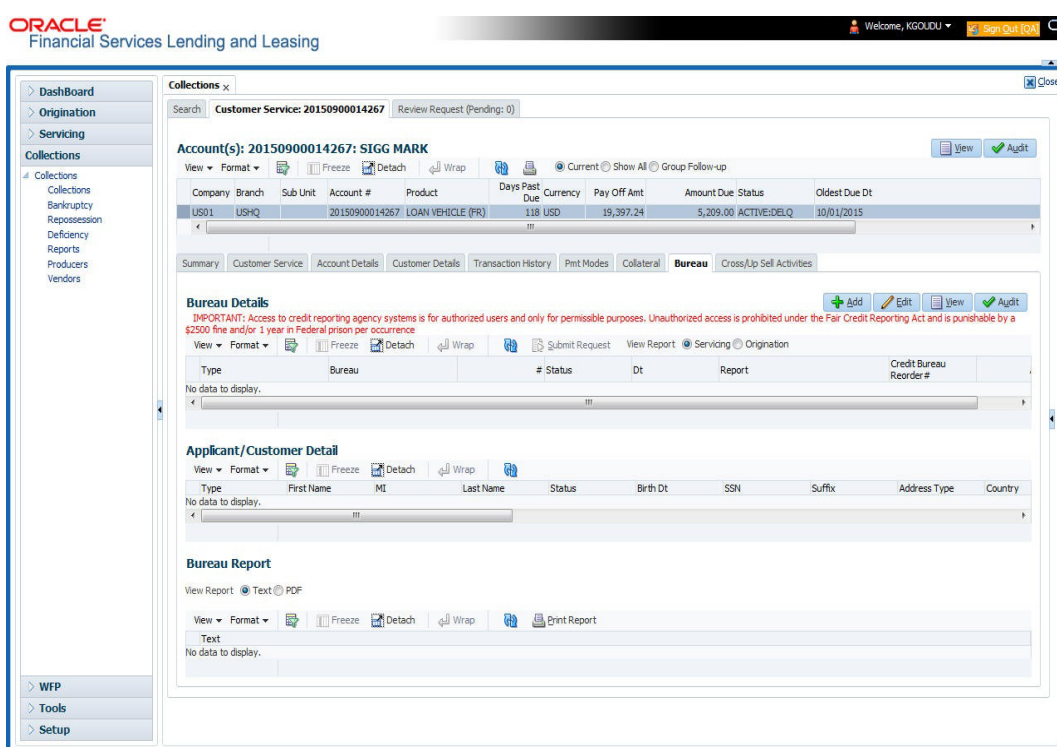 ORACLE
Financial Services Lending and Leasing
Welcome, KGOUDU
Sign Out [QA]
DashBoard
Origination
Servicing
Collections
Collections
Collections
Bankruptcy
Repossession
Deficiency
Reports
Producers
Vendors
WFP
Tools
Setup
Collections x
Close
Search Customer Service: 20150900014267 Review Request (Pending: 0)
Account(s): 20150900014267: SIGG MARK
View Audit
View Format Freeze Detach Wrap Current Show All Group Follow-up
Company Branch Sub Unit Account # Product Days Past Due Currency Pay Off Amt Amount Due Status Oldest Due Dt
US01 USHQ 20150900014267 LOAN VEHICLE (FR) 118 USD 19,397.24 5,209.00 ACTIVE:DELQ 10/01/2015
Summary Customer Service Account Details Customer Details Transaction History Pmt Modes Collateral Bureau Cross/Up Sell Activities
Bureau Details
Add Edit View Audit
IMPORTANT: Access to credit reporting agency systems is for authorized users and only for permissible purposes. Unauthorized access is prohibited under the Fair Credit Reporting Act and is punishable by a
$2500 fine and/or 1 year in Federal prison per occurrence
View Format Freeze Detach Wrap Submit Request View Report Servicing Origination
Type Bureau # Status Dt Report Credit Bureau Reorder#
No data to display.
Applicant/Customer Detail
View Format Freeze Detach Wrap
Type First Name MI Last Name Status Birth Dt SSN Suffix Address Type Country
No data to display.
Bureau Report
View Report Text PDF
View Format Freeze Detach Wrap Print Report
Text
No data to display.